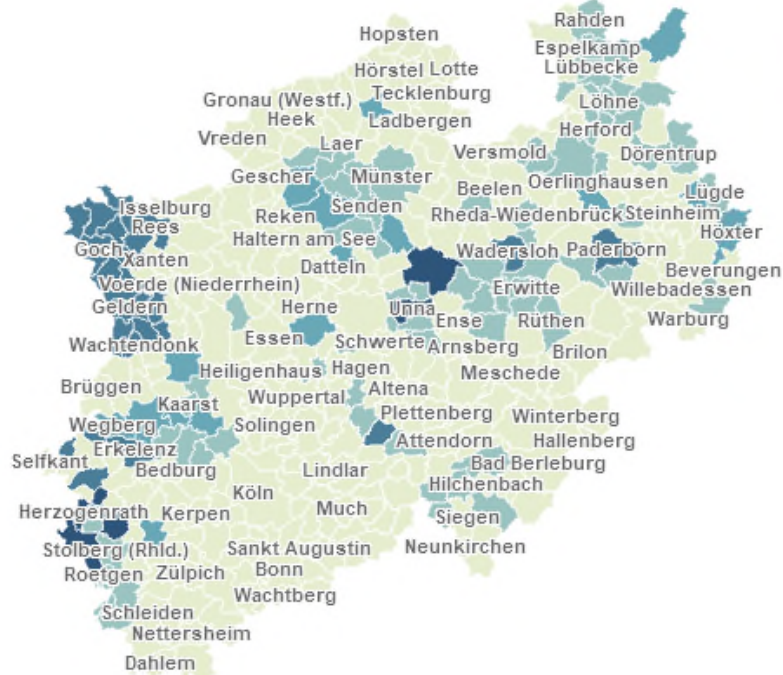 Rahden
Hopsten
Espelkamp
Lübbecke
Hörstel Lotte
Tecklenburg
Gronau (Westf.)
Löhne
Heek
Ladbergen
Herford
Vreden
Laer
Versmold
Dörentrup
Gescher
Münster
Beelen
Oerlinghausen
Lügde
Isselburg
Reken
Senden
Rheda-Wiedenbrück
Steinheim
Rees
Höxter
Haltern am See
Goch
Xanten
Wadersloh
Paderborn
Datteln
Beverungen
Voerde (Niederrhein)
Erwitte
Willebadessen
Geldern
Herne
Unna
Ense
Rüthen
Warburg
Wachtendonk
Essen
Schwerte
Arnsberg
Brilon
Heiligenhaus
Hagen
Meschede
Brüggen
Altena
Wuppertal
Kaarst
Plettenberg
Winterberg
Wegberg
Solingen
Attendorn
Hallenberg
Erkelenz
Selfkant
Bedburg
Lindlar
Bad Berleburg
Hilchenbach
Köln
Herzogenrath
Kerpen
Much
Siegen
Stolberg (Rhld.)
Sankt Augustin
Neunkirchen
Roetgen
Zülpich
Bonn
Wachtberg
Schleiden
Nettersheim
Dahlem